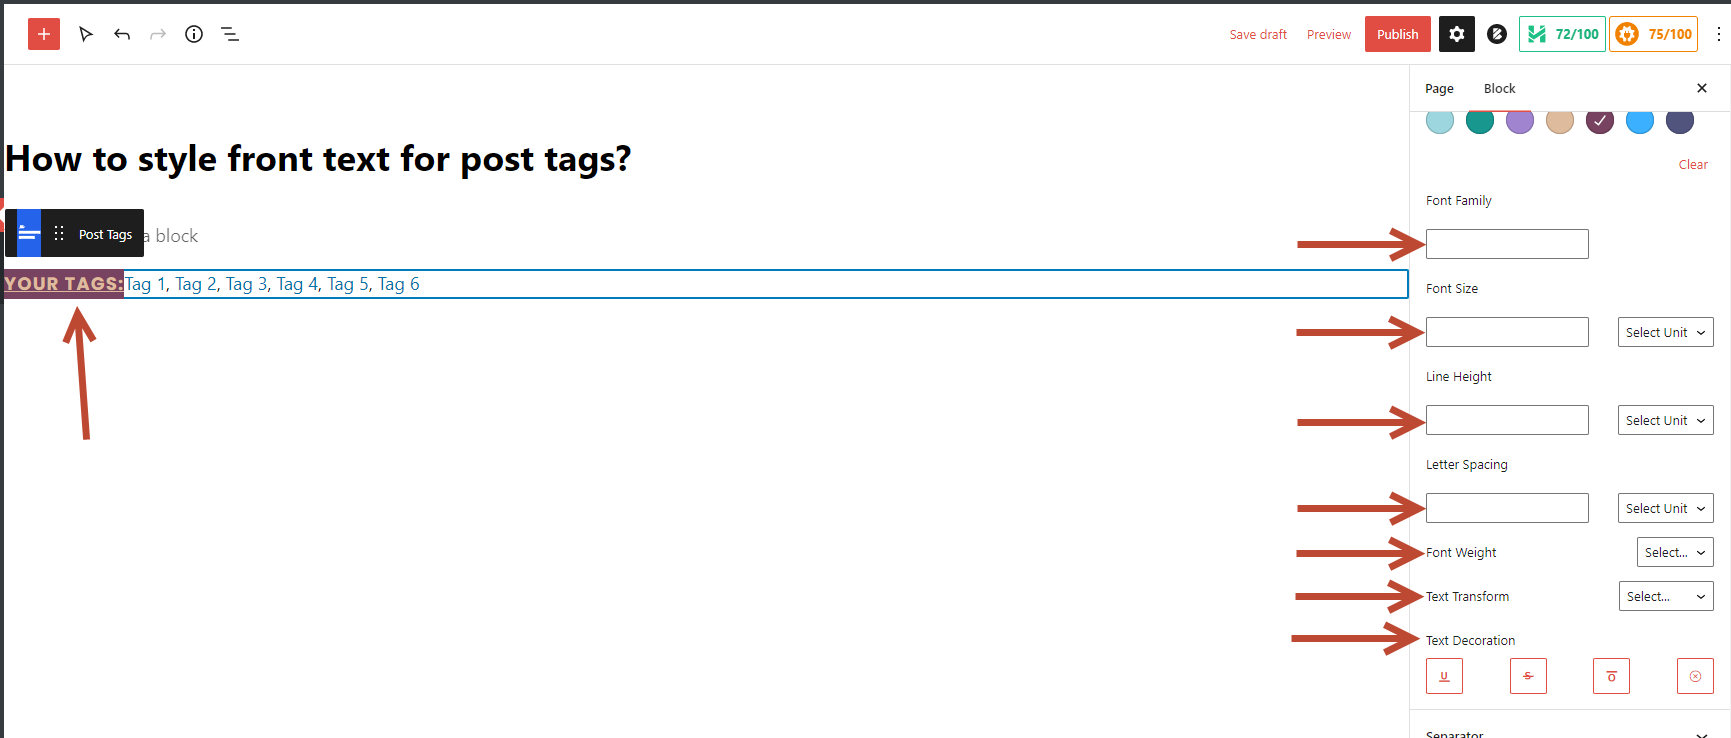 Save draft Preview Publish 72/100 75/100
Page Block
Clear
How to style front text for post tags?
Post Tags a block
YOUR TAGS:Tag 1, Tag 2, Tag 3, Tag 4, Tag 5, Tag 6
Font Family
Font Size
Select Unit
Line Height
Select Unit
Letter Spacing
Select Unit
Font Weight Select...
Text Transform Select...
Text Decoration
U S O
Separator